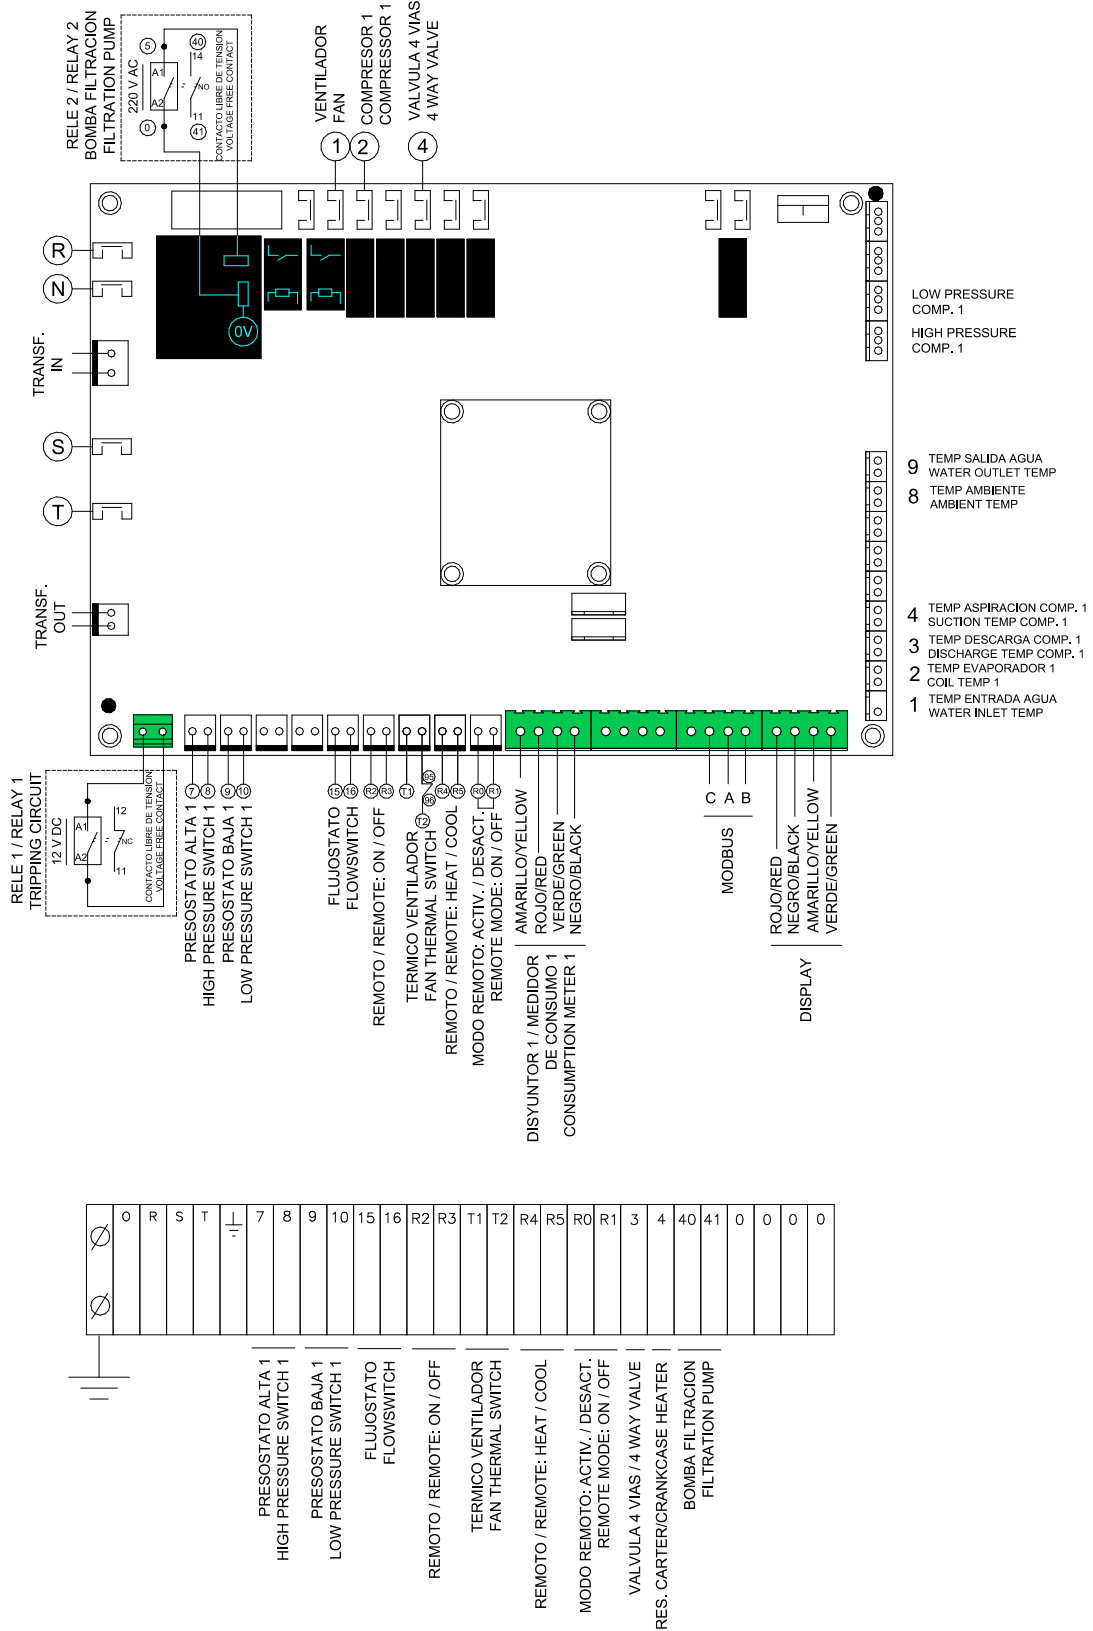 RELE 2 / RELAY 2
BOMBA FILTRACION
FILTRATION PUMP
220 V AC
5
0
A1
A2
40
14
NO
11
41
CONTACTO LIBRE DE TENSION
VOLTAGE FREE CONTACT
VENTILADOR
FAN
1
COMPRESOR 1
COMPRESSOR 1
2
VALVULA 4 VIAS
4 WAY VALVE
4
R
N
TRANSF.
IN
S
T
TRANSF.
OUT
0V
LOW PRESSURE
COMP. 1
HIGH PRESSURE
COMP. 1
9 TEMP SALIDA AGUA
WATER OUTLET TEMP
8 TEMP AMBIENTE
AMBIENT TEMP
4 TEMP ASPIRACION COMP. 1
SUCTION TEMP COMP. 1
3 TEMP DESCARGA COMP. 1
DISCHARGE TEMP COMP. 1
2 TEMP EVAPORADOR 1
COIL TEMP 1
1 TEMP ENTRADA AGUA
WATER INLET TEMP
RELE 1 / RELAY 1
TRIPPING CIRCUIT
12 V DC
A1
A2
12
NC
11
CONTACTO LIBRE DE TENSION
VOLTAGE FREE CONTACT
7 8
PRESOSTATO ALTA 1
HIGH PRESSURE SWITCH 1
9 10
PRESOSTATO BAJA 1
LOW PRESSURE SWITCH 1
15 16
FLUJOSTATO
FLOWSWITCH
R2 R3
REMOTO / REMOTE: ON / OFF
T1
95
96
T2
TERMICO VENTILADOR
FAN THERMAL SWITCH
R4 R5
REMOTO / REMOTE: HEAT / COOL
R0 R1
MODO REMOTO: ACTIV. / DESACT.
REMOTE MODE: ON / OFF
AMARILLO/YELLOW
ROJO/RED
VERDE/GREEN
NEGRO/BLACK
DISYUNTOR 1 / MEDIDOR
DE CONSUMO 1
CONSUMPTION METER 1
C A B
MODBUS
ROJO/RED
NEGRO/BLACK
AMARILLO/YELLOW
VERDE/GREEN
DISPLAY
0 R S T 7 8 9 10 15 16 R2 R3 T1 T2 R4 R5 R0 R1 3 4 40 41 0 0 0 0
PRESOSTATO ALTA 1
HIGH PRESSURE SWITCH 1
PRESOSTATO BAJA 1
LOW PRESSURE SWITCH 1
FLUJOSTATO
FLOWSWITCH
REMOTO / REMOTE: ON / OFF
TERMICO VENTILADOR
FAN THERMAL SWITCH
REMOTO / REMOTE: HEAT / COOL
MODO REMOTO: ACTIV. / DESACT.
REMOTE MODE: ON / OFF
VALVULA 4 VIAS / 4 WAY VALVE
RES. CARTER/CRANKCASE HEATER
BOMBA FILTRACION
FILTRATION PUMP